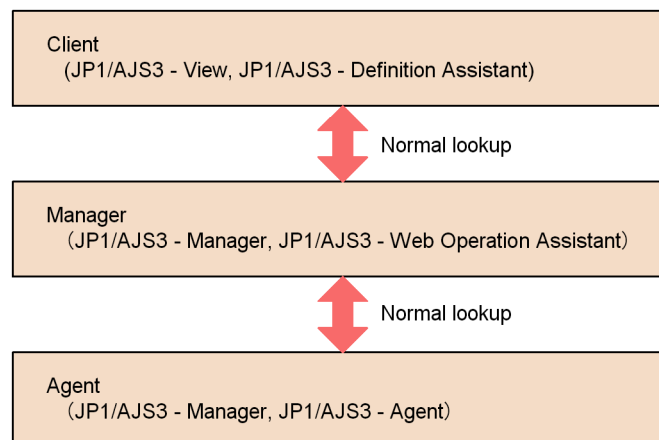 Client
(JP1/AJS3 - View, JP1/AJS3 - Definition Assistant)
Normal lookup
Manager
（JP1/AJS3 - Manager, JP1/AJS3 - Web Operation Assistant）
Normal lookup
Agent
（JP1/AJS3 - Manager, JP1/AJS3 - Agent）